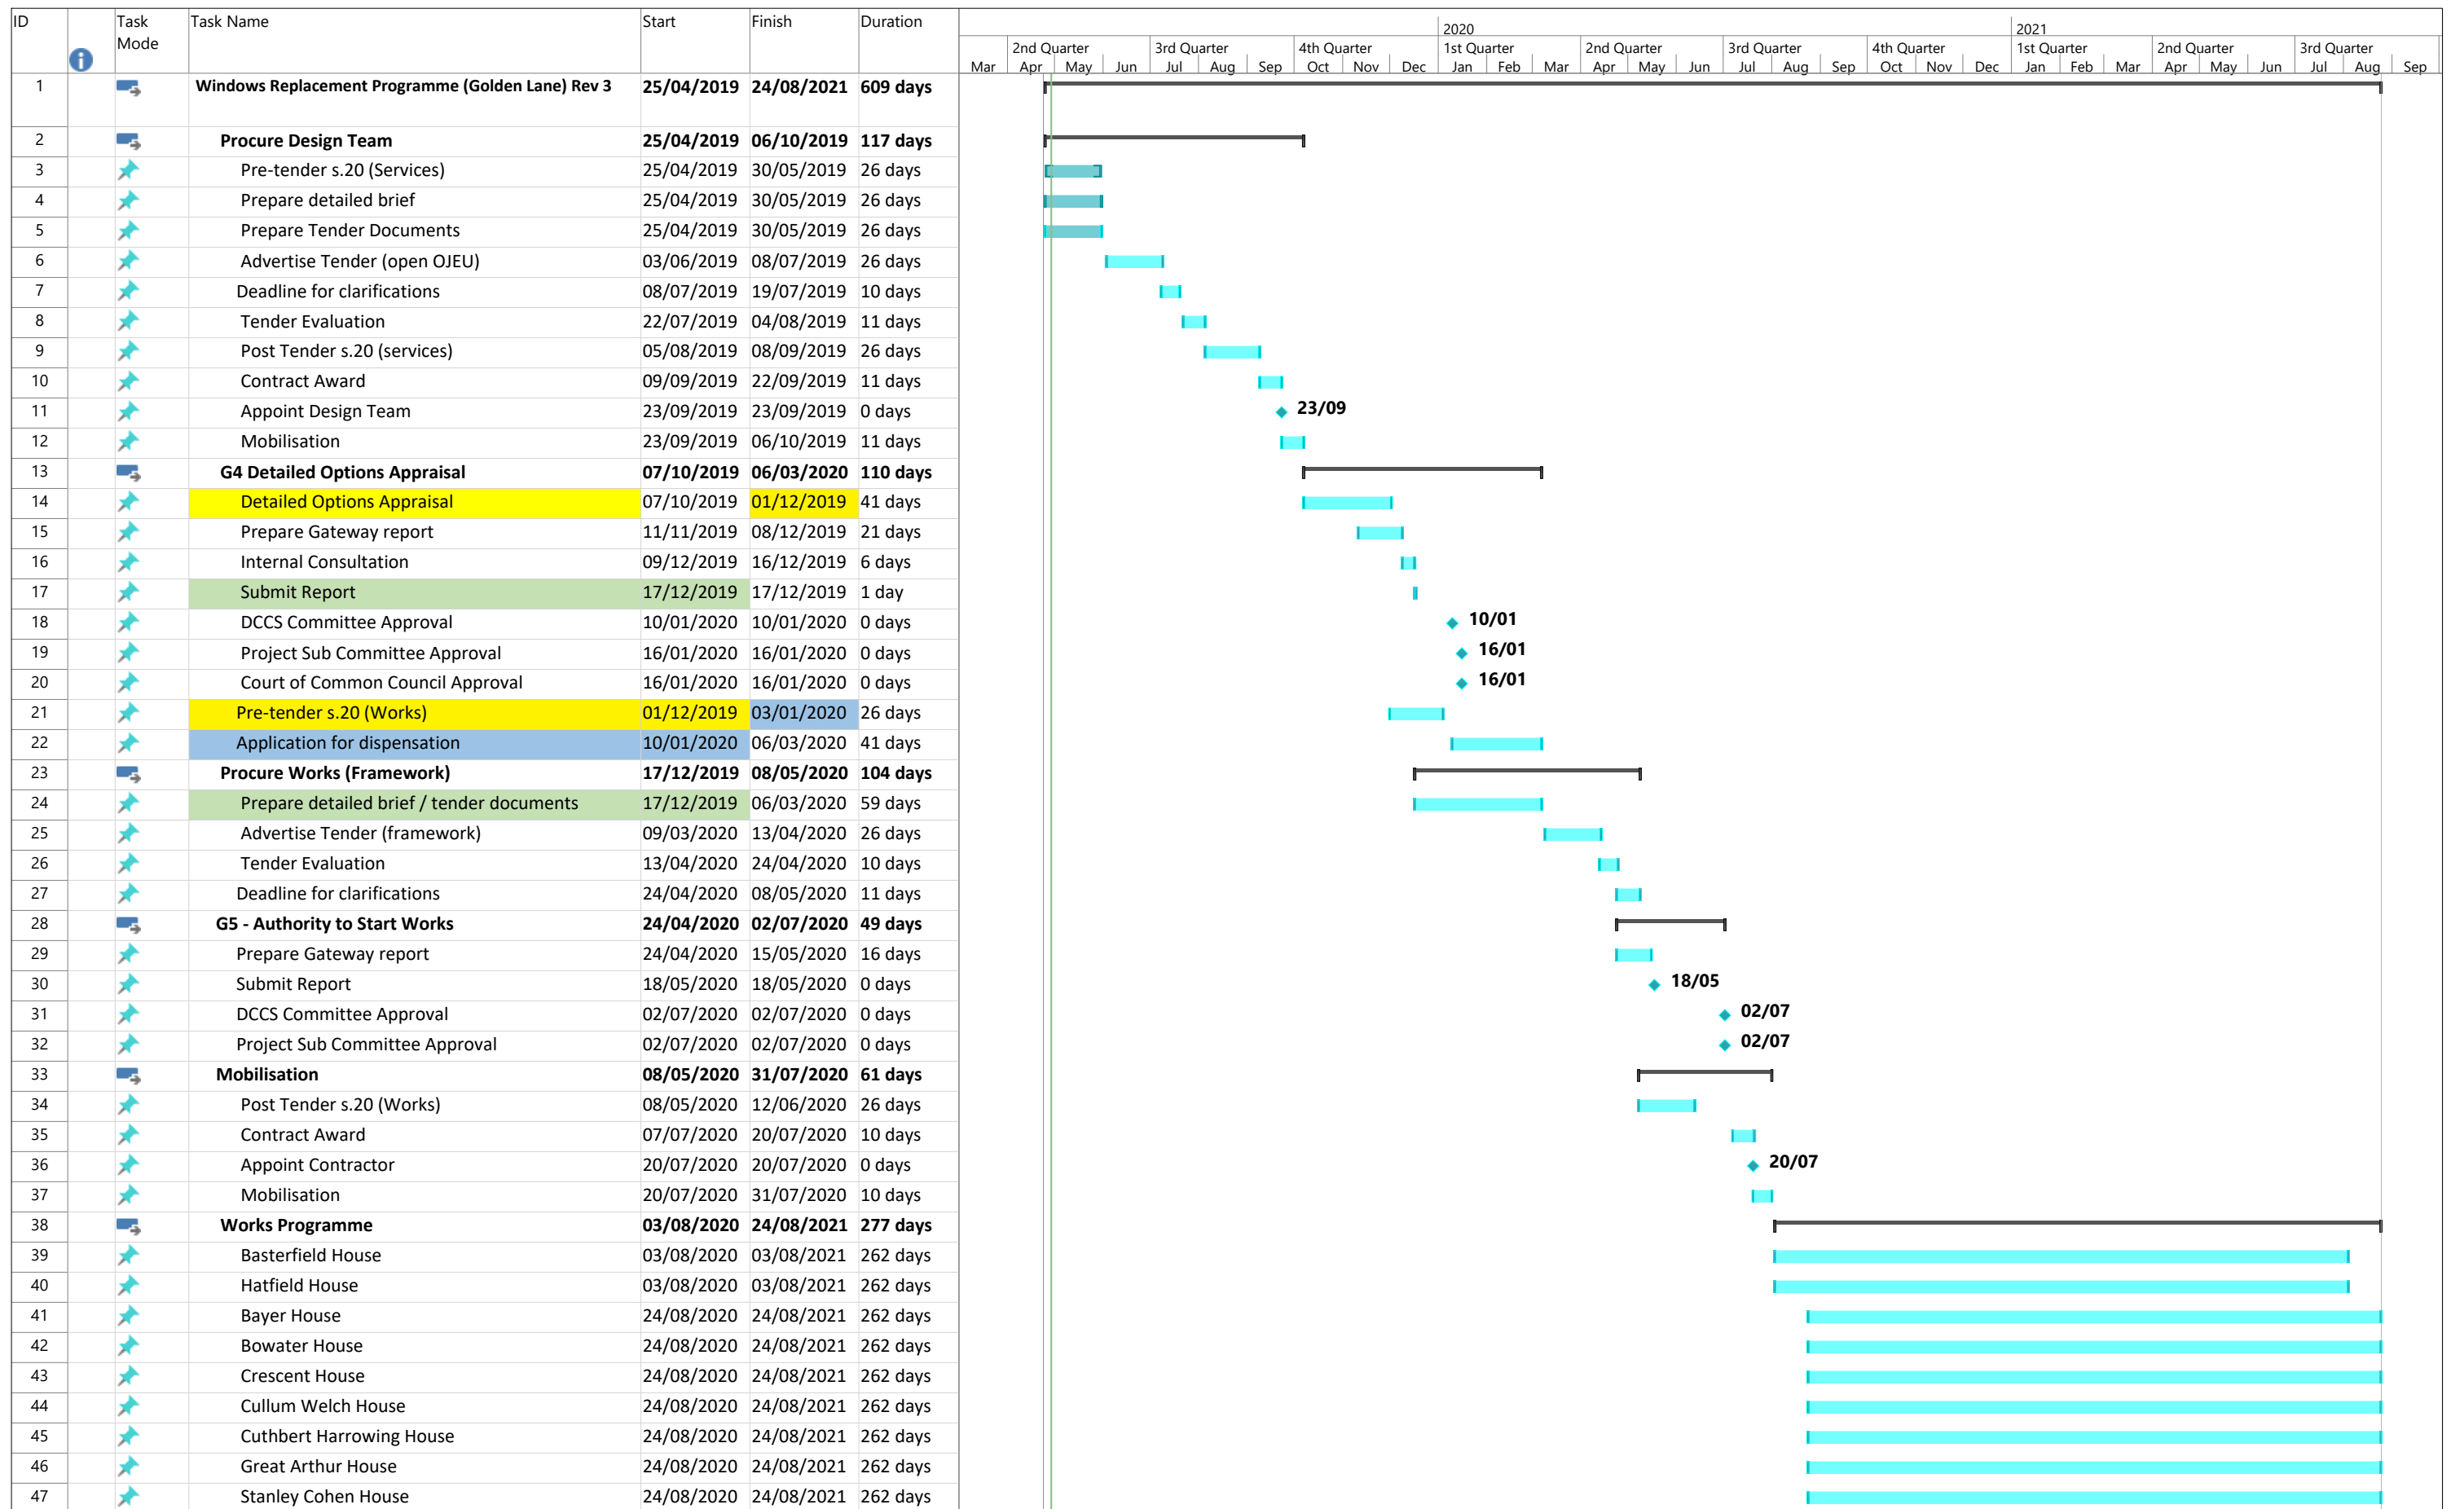 ID Task Mode Task Name Start Finish Duration
2020 2021
2nd Quarter 3rd Quarter 4th Quarter 1st Quarter 2nd Quarter 3rd Quarter 4th Quarter 1st Quarter 2nd Quarter 3rd Quarter
Mar Apr May Jun Jul Aug Sep Oct Nov Dec Jan Feb Mar Apr May Jun Jul Aug Sep Oct Nov Dec Jan Feb Mar Apr May Jun Jul Aug Sep
1 Windows Replacement Programme (Golden Lane) Rev 3 25/04/2019 24/08/2021 609 days
2 Procure Design Team 25/04/2019 06/10/2019 117 days
3 Pre-tender s.20 (Services) 25/04/2019 30/05/2019 26 days
4 Prepare detailed brief 25/04/2019 30/05/2019 26 days
5 Prepare Tender Documents 25/04/2019 30/05/2019 26 days
6 Advertise Tender (open OJEU) 03/06/2019 08/07/2019 26 days
7 Deadline for clarifications 08/07/2019 19/07/2019 10 days
8 Tender Evaluation 22/07/2019 04/08/2019 11 days
9 Post Tender s.20 (services) 05/08/2019 08/09/2019 26 days
10 Contract Award 09/09/2019 22/09/2019 11 days
11 Appoint Design Team 23/09/2019 23/09/2019 0 days 23/09
12 Mobilisation 23/09/2019 06/10/2019 11 days
13 G4 Detailed Options Appraisal 07/10/2019 06/03/2020 110 days
14 Detailed Options Appraisal 07/10/2019 01/12/2019 41 days
15 Prepare Gateway report 11/11/2019 08/12/2019 21 days
16 Internal Consultation 09/12/2019 16/12/2019 6 days
17 Submit Report 17/12/2019 17/12/2019 1 day
18 DCCS Committee Approval 10/01/2020 10/01/2020 0 days 10/01
19 Project Sub Committee Approval 16/01/2020 16/01/2020 0 days 16/01
20 Court of Common Council Approval 16/01/2020 16/01/2020 0 days 16/01
21 Pre-tender s.20 (Works) 01/12/2019 03/01/2020 26 days
22 Application for dispensation 10/01/2020 06/03/2020 41 days
23 Procure Works (Framework) 17/12/2019 08/05/2020 104 days
24 Prepare detailed brief / tender documents 17/12/2019 06/03/2020 59 days
25 Advertise Tender (framework) 09/03/2020 13/04/2020 26 days
26 Tender Evaluation 13/04/2020 24/04/2020 10 days
27 Deadline for clarifications 24/04/2020 08/05/2020 11 days
28 G5 - Authority to Start Works 24/04/2020 02/07/2020 49 days
29 Prepare Gateway report 24/04/2020 15/05/2020 16 days
30 Submit Report 18/05/2020 18/05/2020 0 days 18/05
31 DCCS Committee Approval 02/07/2020 02/07/2020 0 days 02/07
32 Project Sub Committee Approval 02/07/2020 02/07/2020 0 days 02/07
33 Mobilisation 08/05/2020 31/07/2020 61 days
34 Post Tender s.20 (Works) 08/05/2020 12/06/2020 26 days
35 Contract Award 07/07/2020 20/07/2020 10 days
36 Appoint Contractor 20/07/2020 20/07/2020 0 days 20/07
37 Mobilisation 20/07/2020 31/07/2020 10 days
38 Works Programme 03/08/2020 24/08/2021 277 days
39 Basterfield House 03/08/2020 03/08/2021 262 days
40 Hatfield House 03/08/2020 03/08/2021 262 days
41 Bayer House 24/08/2020 24/08/2021 262 days
42 Bowater House 24/08/2020 24/08/2021 262 days
43 Crescent House 24/08/2020 24/08/2021 262 days
44 Cullum Welch House 24/08/2020 24/08/2021 262 days
45 Cuthbert Harrowing House 24/08/2020 24/08/2021 262 days
46 Great Arthur House 24/08/2020 24/08/2021 262 days
47 Stanley Cohen House 24/08/2020 24/08/2021 262 days